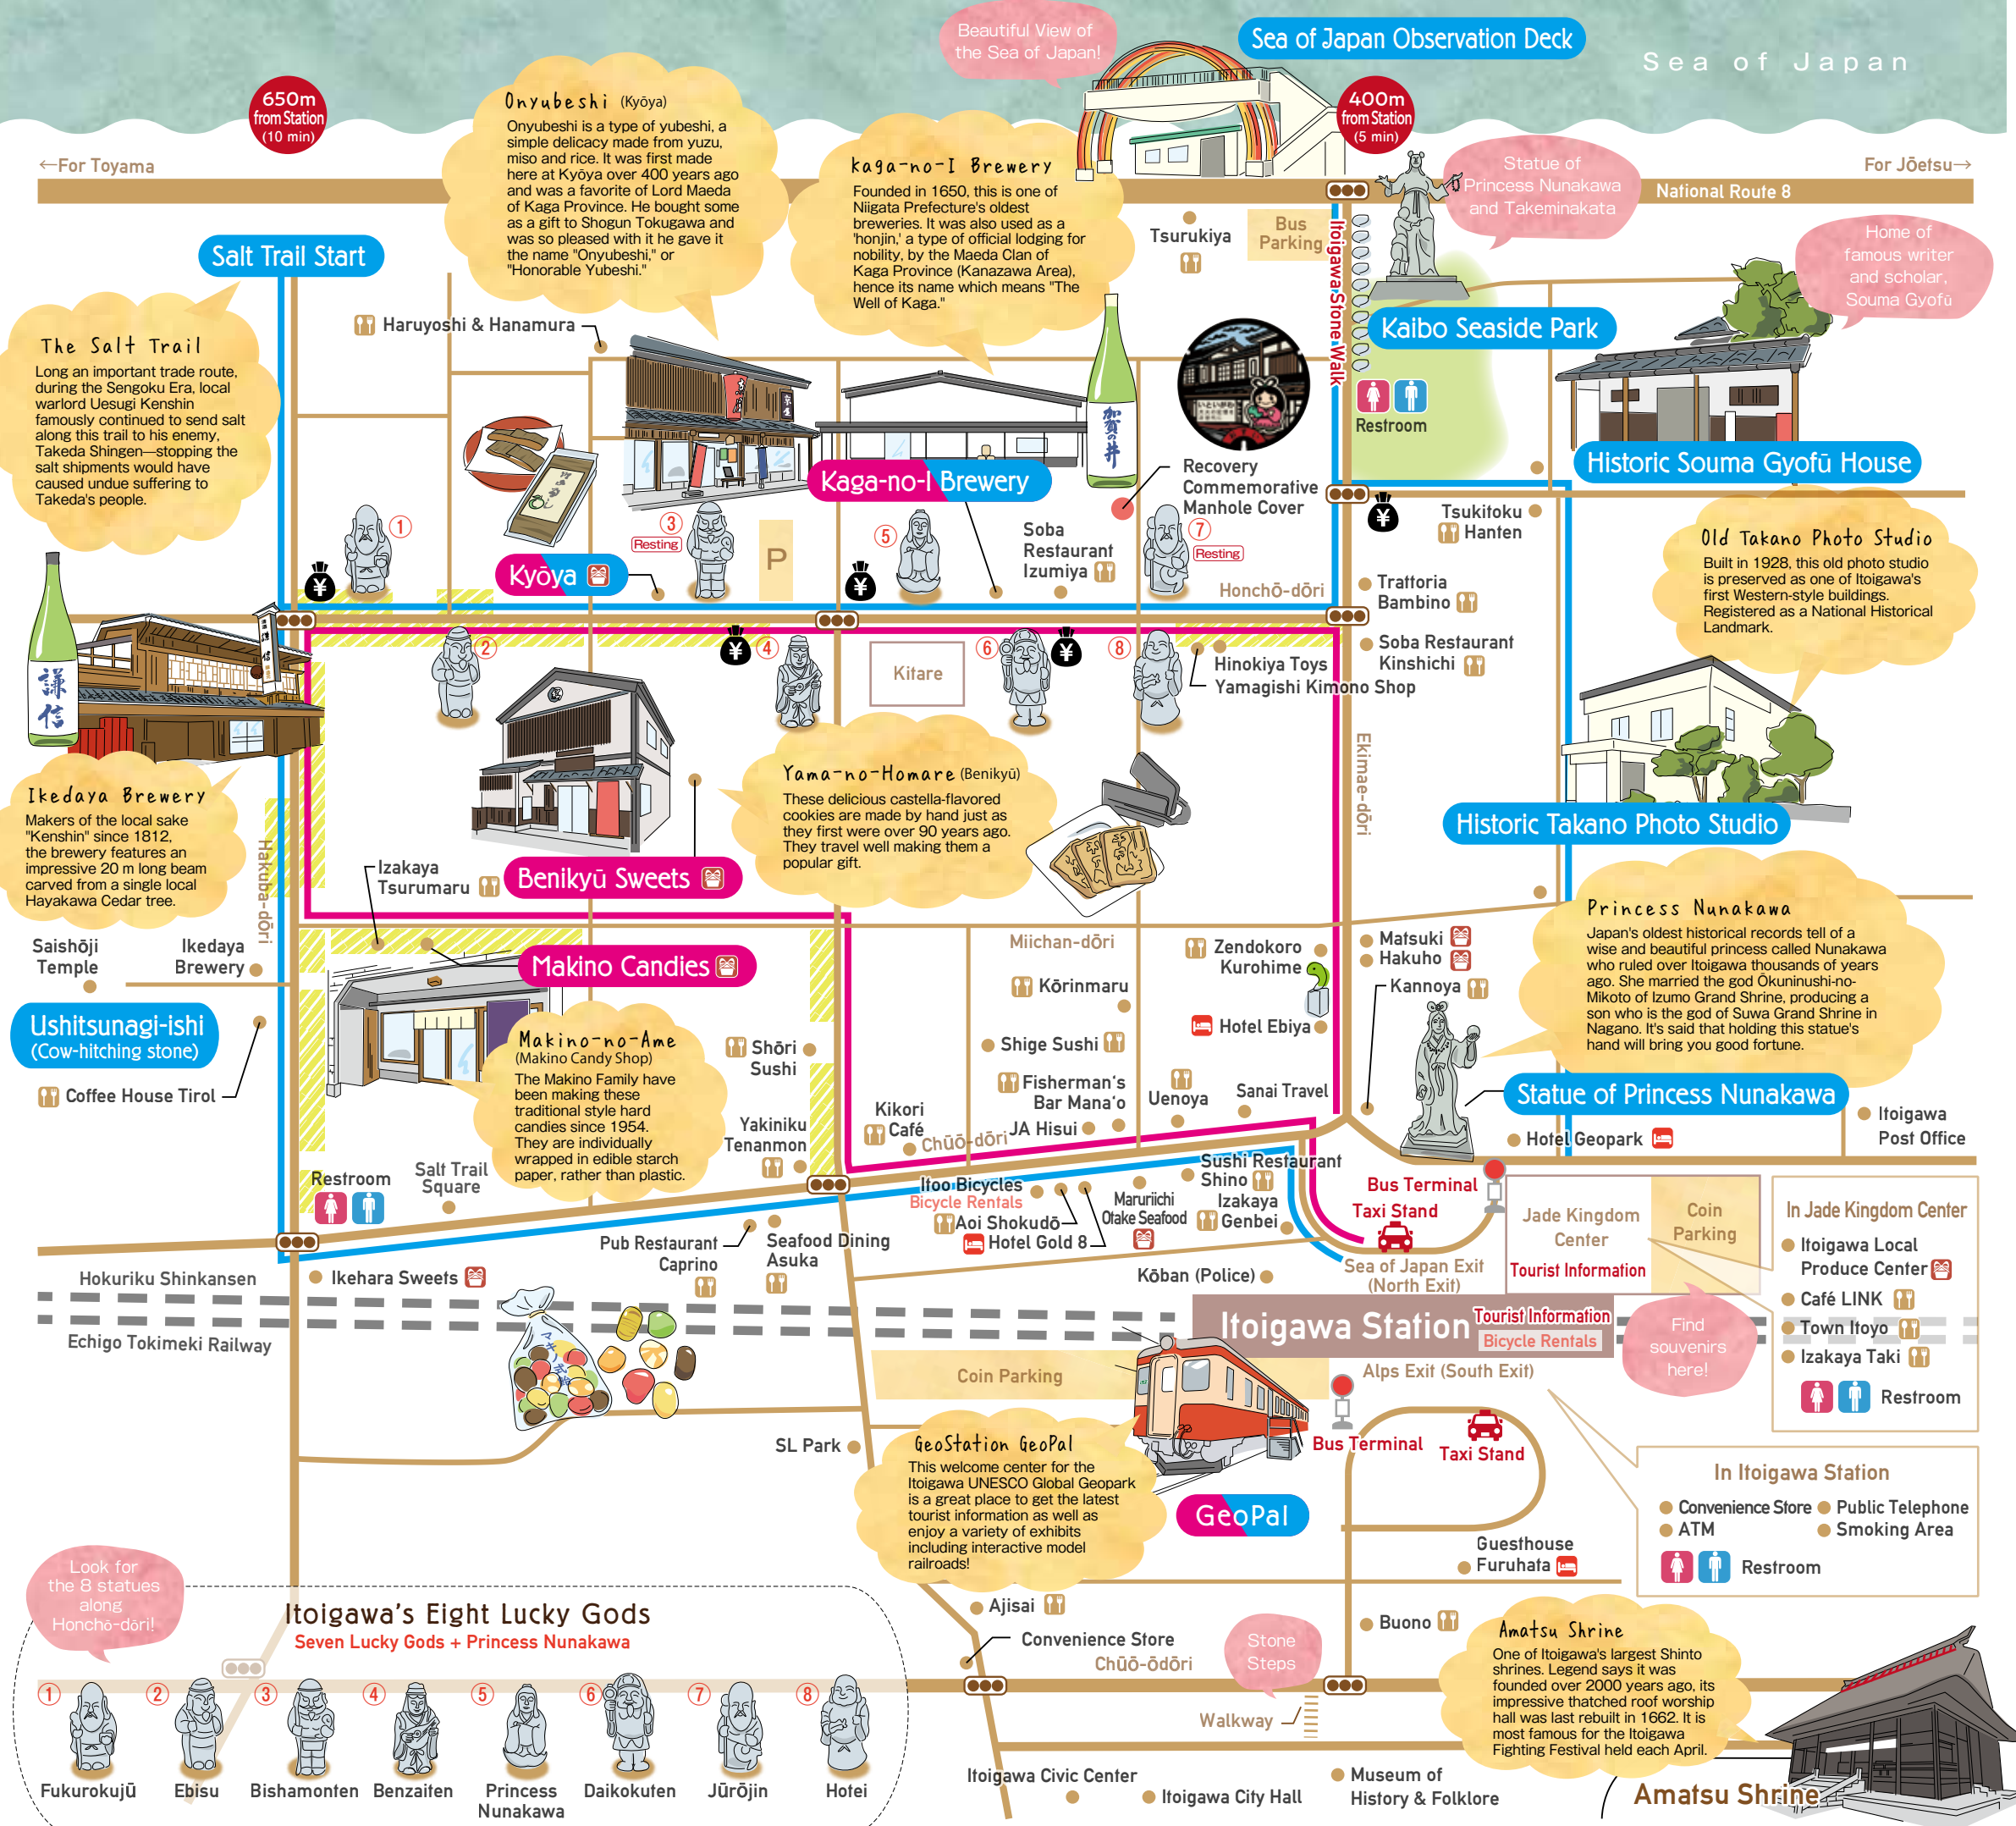 Beautiful View of
the Sea of Japan!
Sea of Japan Observation Deck
Sea of Japan
650m
from Station
(10 min)
400m
from Station
(5 min)
←For Toyama
For Jōetsu→
National Route 8
Onyubeshi (Kyōya)
Onyubeshi is a type of yubeshi, a
simple delicacy made from yuzu,
miso and rice. It was first made
here at Kyōya over 400 years ago
and was a favorite of Lord Maeda
of Kaga Province. He bought some
as a gift to Shogun Tokugawa and
was so pleased with it he gave it
the name "Onyubeshi," or
"Honorable Yubeshi."
Kaga-no-I Brewery
Founded in 1650, this is one of
Niigata Prefecture's oldest
breweries. It was also used as a
'honjin,' a type of official lodging for
nobility, by the Maeda Clan of
Kaga Province (Kanazawa Area),
hence its name which means "The
Well of Kaga."
Statue of
Princess Nunakawa
and Takeminakata
Home of
famous writer
and scholar,
Souma Gyofū
Tsurukiya
Bus
Parking
Itoigawa Stone Walk
Salt Trail Start
Haruyoshi & Hanamura
Kaibo Seaside Park
Restroom
The Salt Trail
Long an important trade route,
during the Sengoku Era, local
warlord Uesugi Kenshin
famously continued to send salt
along this trail to his enemy,
Takeda Shingen—stopping the
salt shipments would have
caused undue suffering to
Takeda's people.
加賀の井
Historic Souma Gyofū House
Kaga-no-I Brewery
Recovery
Commemorative
Manhole Cover
Tsukitoku
Hanten
①
③
Resting
P
⑤
Soba
Restaurant
Izumiya
⑦
Resting
¥
¥
¥
Kyōya
Honchō-dōri
Trattoria
Bambino
Old Takano Photo Studio
Built in 1928, this old photo studio
is preserved as one of Itoigawa's
first Western-style buildings.
Registered as a National Historical
Landmark.
謙信
②
¥
④
Kitare
⑥
¥
⑧
Hinokiya Toys
Yamagishi Kimono Shop
Soba Restaurant
Kinshichi
Ekimae-dōri
Yama-no-Homare (Benikyū)
These delicious castella-flavored
cookies are made by hand just as
they first were over 90 years ago.
They travel well making them a
popular gift.
Historic Takano Photo Studio
Ikedaya Brewery
Makers of the local sake
"Kenshin" since 1812,
the brewery features an
impressive 20 m long beam
carved from a single local
Hayakawa Cedar tree.
Hakuba-dōri
Izakaya
Tsurumaru
Benikyū Sweets
Princess Nunakawa
Japan's oldest historical records tell of a
wise and beautiful princess called Nunakawa
who ruled over Itoigawa thousands of years
ago. She married the god Ōkuninushi-no-
Mikoto of Izumo Grand Shrine, producing a
son who is the god of Suwa Grand Shrine in
Nagano. It's said that holding this statue's
hand will bring you good fortune.
Saishōji
Temple
Ikedaya
Brewery
Makino Candies
Miichan-dōri
Zendokoro
Kurohime
Matsuki
Hakuho
Kannoya
Kōrinmaru
Ushitsunagi-ishi
(Cow-hitching stone)
Hotel Ebiya
Makino-no-Ame
(Makino Candy Shop)
The Makino Family have
been making these
traditional style hard
candies since 1954.
They are individually
wrapped in edible starch
paper, rather than plastic.
Shōri
Sushi
Shige Sushi
Coffee House Tirol
Fisherman's
Bar Mana'o
Uenoya
Sanai Travel
Statue of Princess Nunakawa
Itoigawa
Post Office
Kikori
Café
Chūō-dōri
JA Hisui
Yakiniku
Tenanmon
Hotel Geopark
Restroom
Salt Trail
Square
Itoo Bicycles
Bicycle Rentals
Aoi Shokudō
Hotel Gold 8
Maruriichi
Otake Seafood
Sushi Restaurant
Shino
Izakaya
Genbei
Bus Terminal
Taxi Stand
Jade Kingdom
Center
Tourist Information
Coin
Parking
In Jade Kingdom Center
Itoigawa Local
Produce Center
Café LINK
Town Itoyo
Izakaya Taki
Restroom
Pub Restaurant
Caprino
Seafood Dining
Asuka
Kōban (Police)
Sea of Japan Exit
(North Exit)
Hokuriku Shinkansen
Ikehara Sweets
Echigo Tokimeki Railway
Itoigawa Station
Tourist Information
Bicycle Rentals
Find
souvenirs
here!
Coin Parking
Alps Exit (South Exit)
Bus Terminal
Taxi Stand
SL Park
GeoStation GeoPal
This welcome center for the
Itoigawa UNESCO Global Geopark
is a great place to get the latest
tourist information as well as
enjoy a variety of exhibits
including interactive model
railroads!
GeoPal
In Itoigawa Station
Convenience Store
Public Telephone
ATM
Smoking Area
Restroom
Guesthouse
Furuhata
Look for
the 8 statues
along
Honchō-dōri!
Itoigawa's Eight Lucky Gods
Seven Lucky Gods + Princess Nunakawa
① Fukurokujū
② Ebisu
③ Bishamonten
④ Benzaiten
⑤ Princess
Nunakawa
⑥ Daikokuten
⑦ Jūrōjin
⑧ Hotei
Ajisai
Convenience Store
Chūō-ōdōri
Stone
Steps
Walkway
Buono
Amatsu Shrine
One of Itoigawa's largest Shinto
shrines. Legend says it was
founded over 2000 years ago, its
impressive thatched roof worship
hall was last rebuilt in 1662. It is
most famous for the Itoigawa
Fighting Festival held each April.
Itoigawa Civic Center
Itoigawa City Hall
Museum of
History & Folklore
Amatsu Shrine